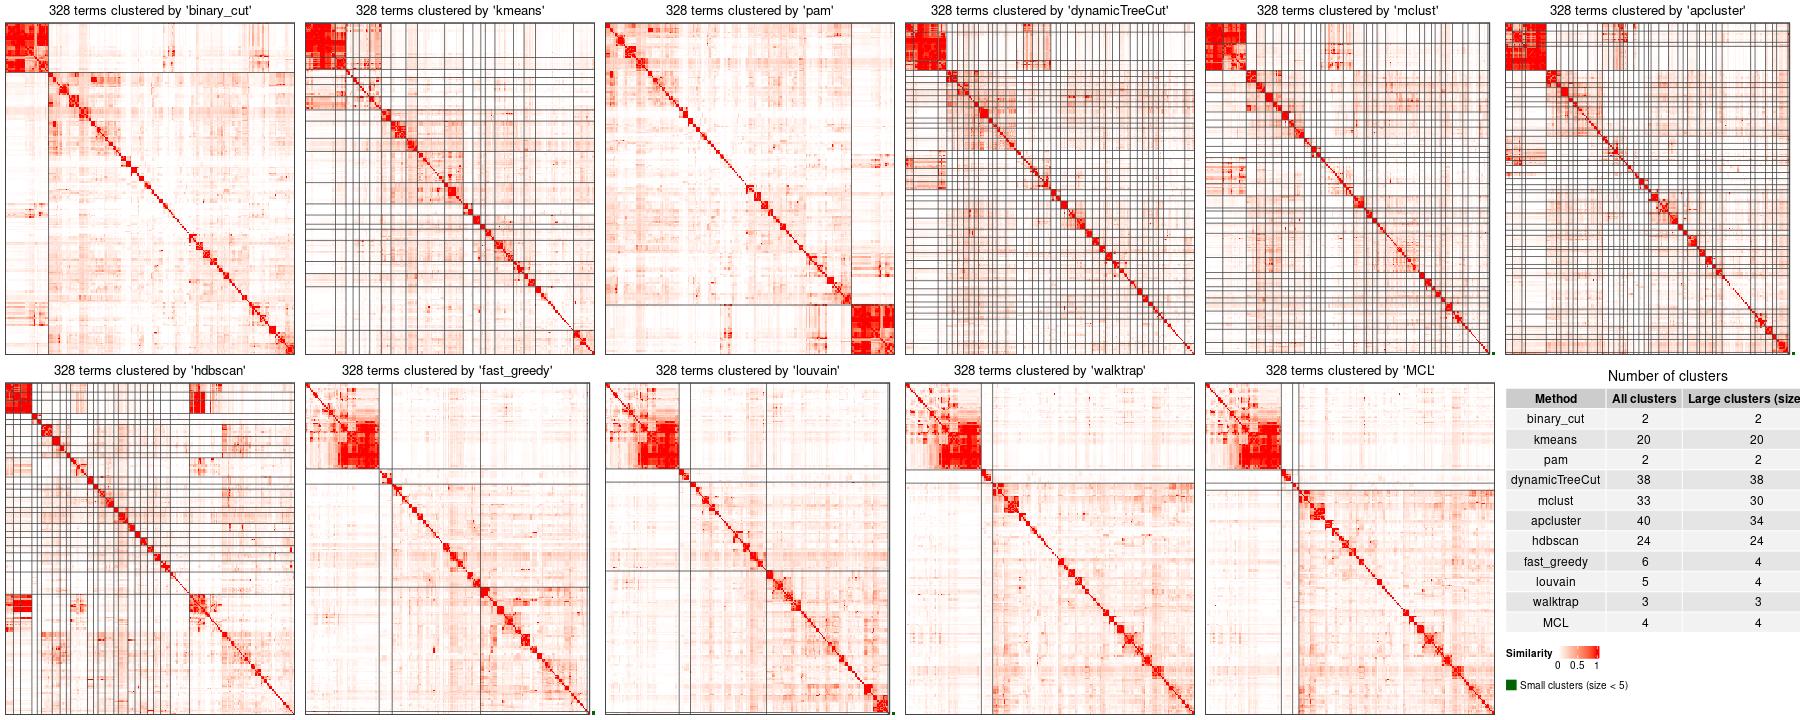 328 terms clustered by 'binary_cut'
328 terms clustered by 'kmeans'
328 terms clustered by 'pam'
328 terms clustered by 'dynamicTreeCut'
328 terms clustered by 'mclust'
328 terms clustered by 'apcluster'
328 terms clustered by 'hdbscan'
328 terms clustered by 'fast_greedy'
328 terms clustered by 'louvain'
328 terms clustered by 'walktrap'
328 terms clustered by 'MCL'
Number of clusters
Method All clusters Large clusters (size
binary_cut 2 2
kmeans 20 20
pam 2 2
dynamicTreeCut 38 38
mclust 33 30
apcluster 40 34
hdbscan 24 24
fast_greedy 6 4
louvain 5 4
walktrap 3 3
MCL 4 4
Similarity
0 0.5 1
Small clusters (size < 5)